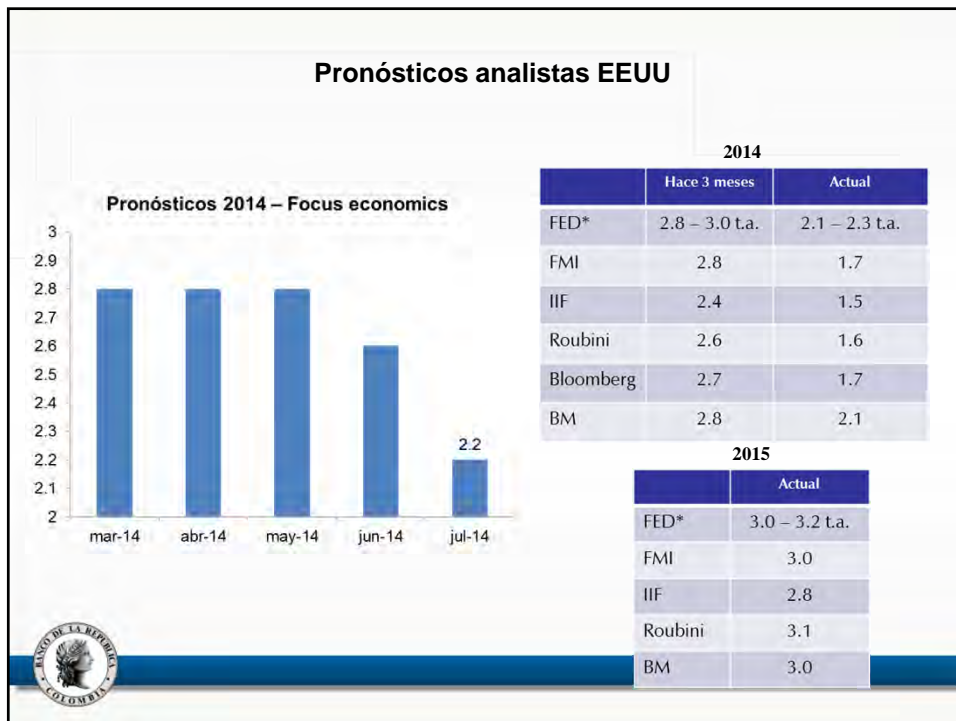 Pronósticos analistas EEUU
Pronósticos 2014 – Focus economics
3
2.9
2.8
2.7
2.6
2.5
2.4
2.3
2.2
2.1
2
2.2
mar-14 abr-14 may-14 jun-14 jul-14
2014
Hace 3 meses Actual
FED* 2.8 – 3.0 t.a. 2.1 – 2.3 t.a.
FMI 2.8 1.7
IIF 2.4 1.5
Roubini 2.6 1.6
Bloomberg 2.7 1.7
BM 2.8 2.1
2015
Actual
FED* 3.0 – 3.2 t.a.
FMI 3.0
IIF 2.8
Roubini 3.1
BM 3.0
BANCO DE LA REPUBLICA
COLOMBIA